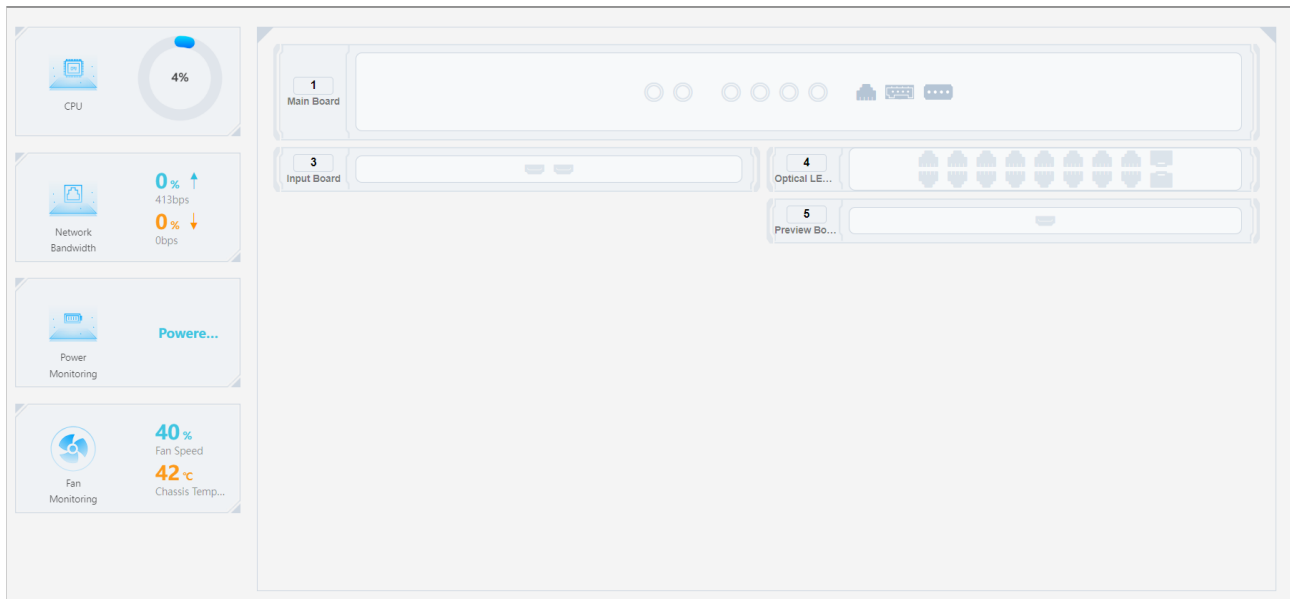 4%
CPU
0 %
413bps
0 %
0bps
Network
Bandwidth
Powere...
Power
Monitoring
40 %
Fan Speed
42 ℃
Chassis Temp...
Fan
Monitoring
1
Main Board
3
Input Board
4
Optical LE...
5
Preview Bo...